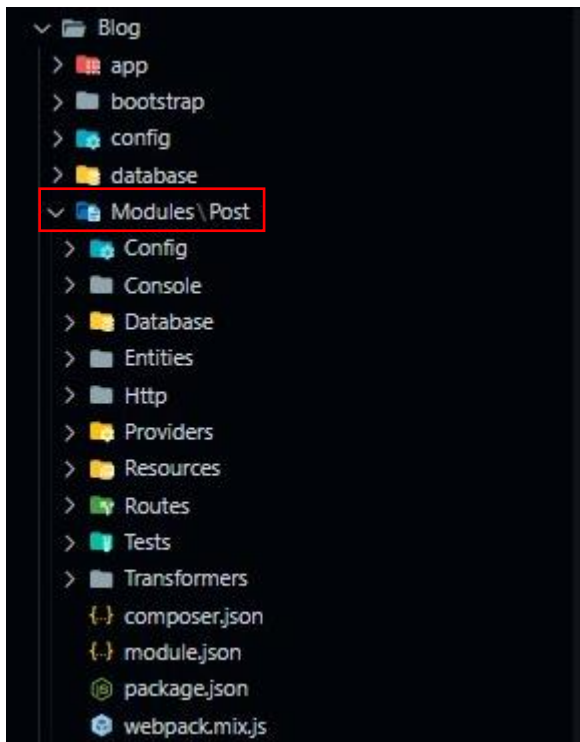 Blog
app
bootstrap
config
database
Modules\Post
Config
Console
Database
Entities
Http
Providers
Resources
Routes
Tests
Transformers
composer.json
module.json
package.json
webpack.mix.js